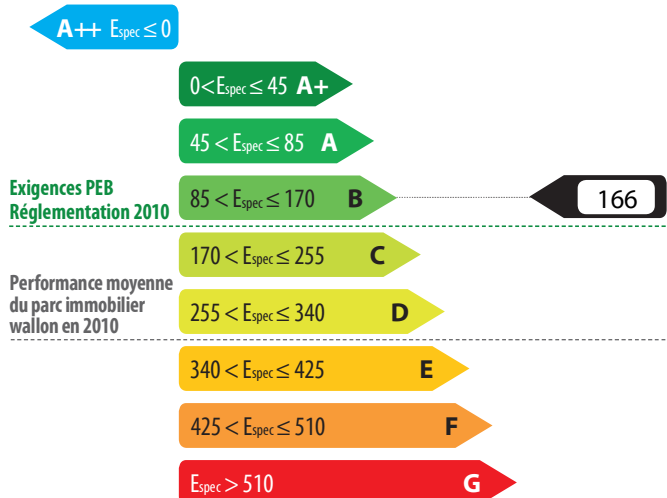 A++ Espec ≤ 0
0 < Espec ≤ 45 A+
45 < Espec ≤ 85 A
Exigences PEB
Réglementation 2010
85 < Espec ≤ 170 B
166
170 < Espec ≤ 255 C
Performance moyenne
du parc immobilier
wallon en 2010
255 < Espec ≤ 340 D
340 < Espec ≤ 425 E
425 < Espec ≤ 510 F
Espec > 510 G